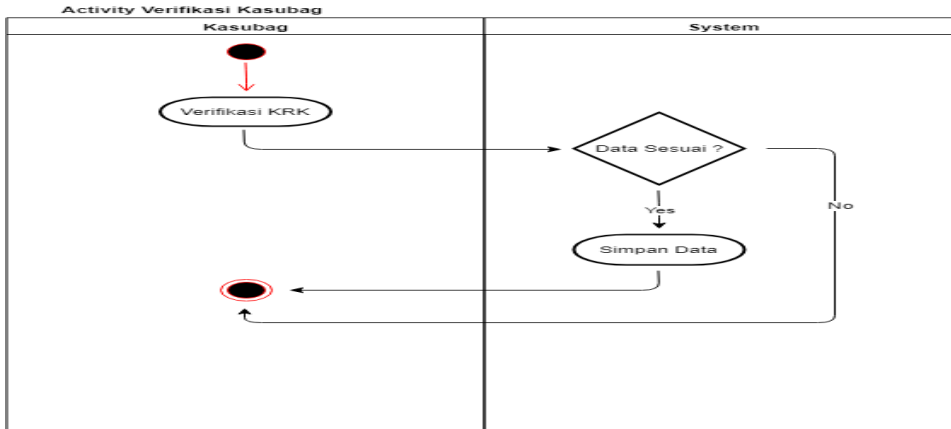 Activity Verifikasi Kasubag
Kasubag
System
Verifikasi KRK
Data Sesuai ?
Yes
No
Simpan Data